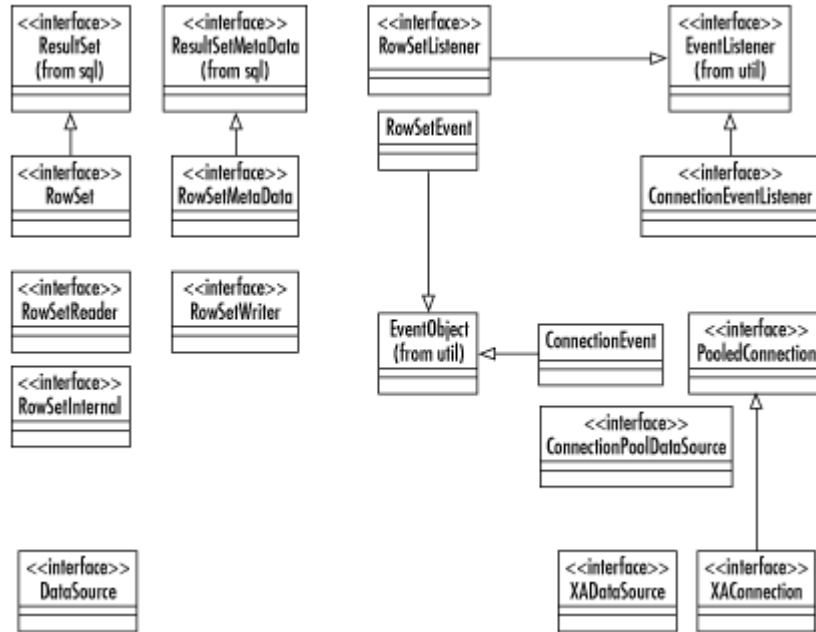 <<interface>>
ResultSet
(from sql)
<<interface>>
ResultSetMetaData
(from sql)
<<interface>>
RowSetListener
<<interface>>
EventListener
(from util)
RowSetEvent
<<interface>>
RowSet
<<interface>>
RowSetMetaData
<<interface>>
ConnectionEventListener
<<interface>>
RowSetReader
<<interface>>
RowSetWriter
EventObject
(from util)
ConnectionEvent
<<interface>>
PooledConnection
<<interface>>
RowSetInternal
<<interface>>
ConnectionPoolDataSource
<<interface>>
DataSource
<<interface>>
XADataSource
<<interface>>
XAConnection